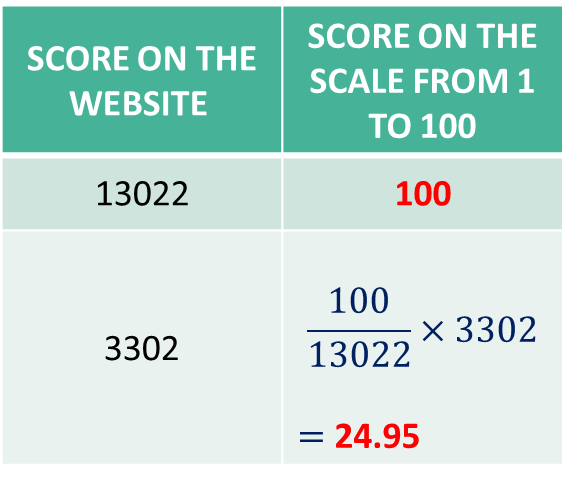 SCORE ON THE
WEBSITE
SCORE ON THE
SCALE FROM 1
TO 100
13022
100
3302
100
13022
× 3302
= 24.95